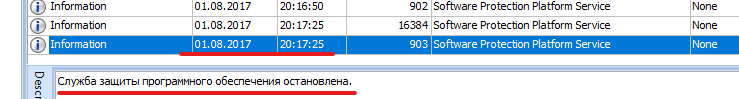 Information 01.08.2017 20:16:50 902 Software Protection Platform Service None
Information 01.08.2017 20:17:25 16384 Software Protection Platform Service None
Information 01.08.2017 20:17:25 903 Software Protection Platform Service None
Служба защиты программного обеспечения остановлена.
Descr